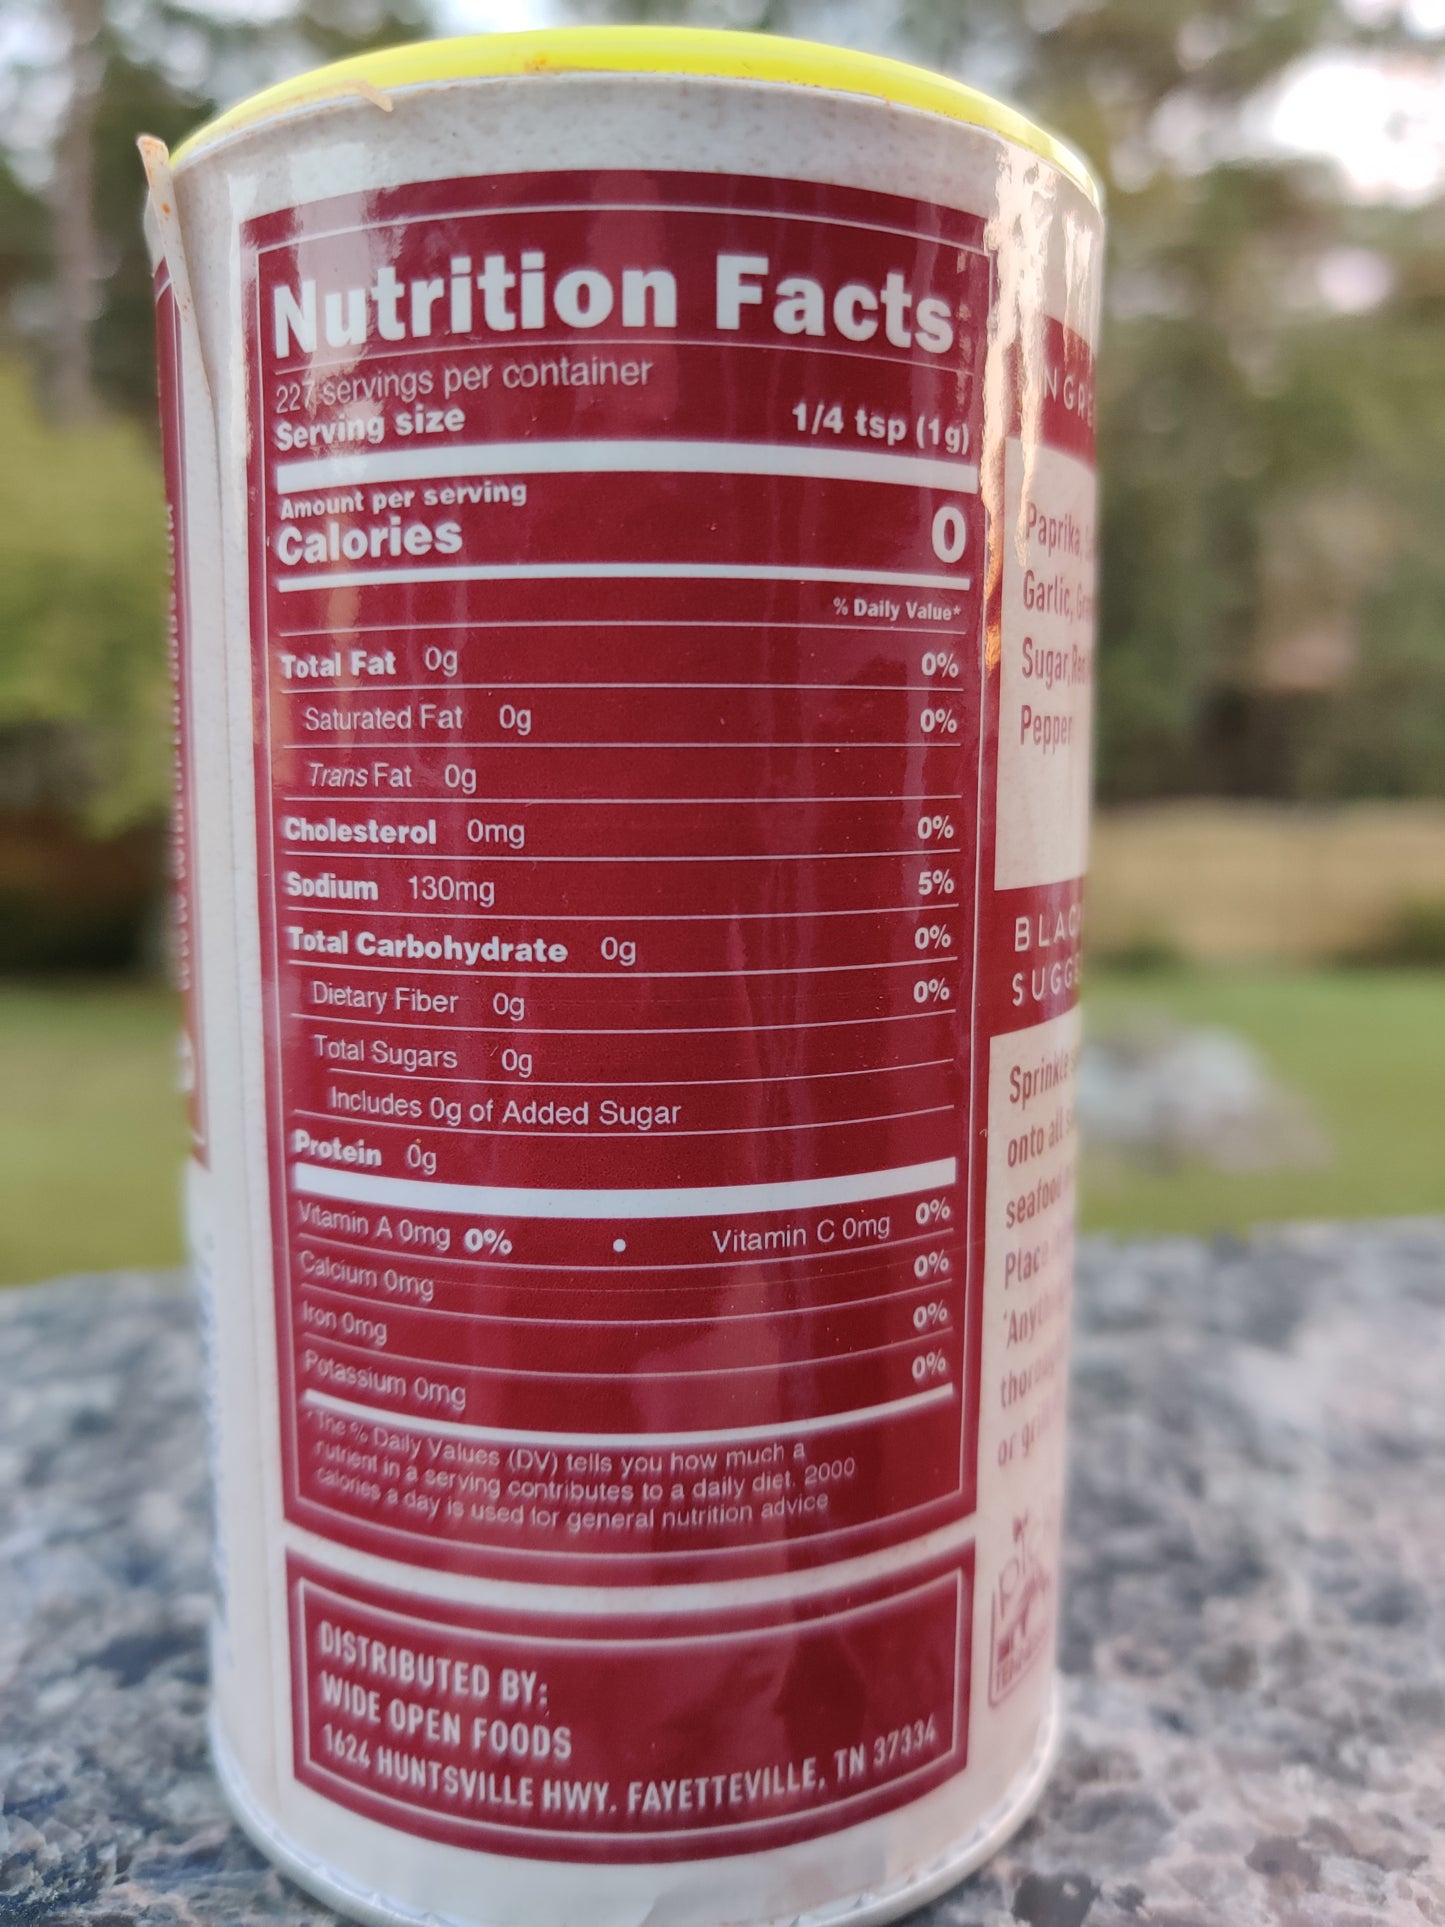 Nutrition Facts
227 servings per container
Serving size 1/4 tsp (1g)
Amount per serving
Calories 0
% Daily Value*
Total Fat 0g 0%
Saturated Fat 0g 0%
Trans Fat 0g
Cholesterol 0mg 0%
Sodium 130mg 5%
Total Carbohydrate 0g 0%
Dietary Fiber 0g 0%
Total Sugars 0g
Includes 0g of Added Sugar
Protein 0g
Vitamin A 0mg 0% • Vitamin C 0mg 0%
Calcium 0mg 0%
Iron 0mg 0%
Potassium 0mg 0%
*The % Daily Values (DV) tells you how much a
nutrient in a serving contributes to a daily diet. 2000
calories a day is used for general nutrition advice
DISTRIBUTED BY:
WIDE OPEN FOODS
1624 HUNTSVILLE HWY. FAYETTEVILLE, TN 37334
Paprika,
Garlic,
Sugar,
Pepper
Sprinkle
onto all
seafood
Place
or